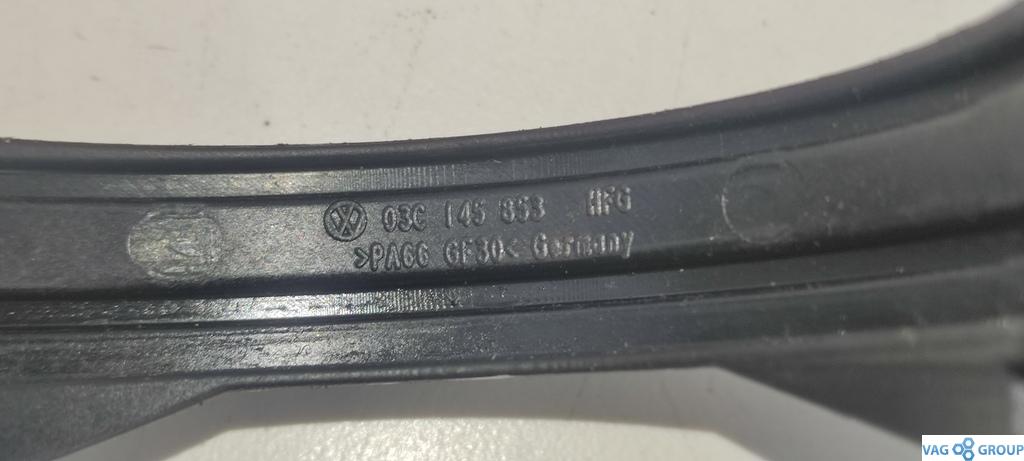 03C 145 853 HFG
>PA66 GF30< Germany
VAG GROUP